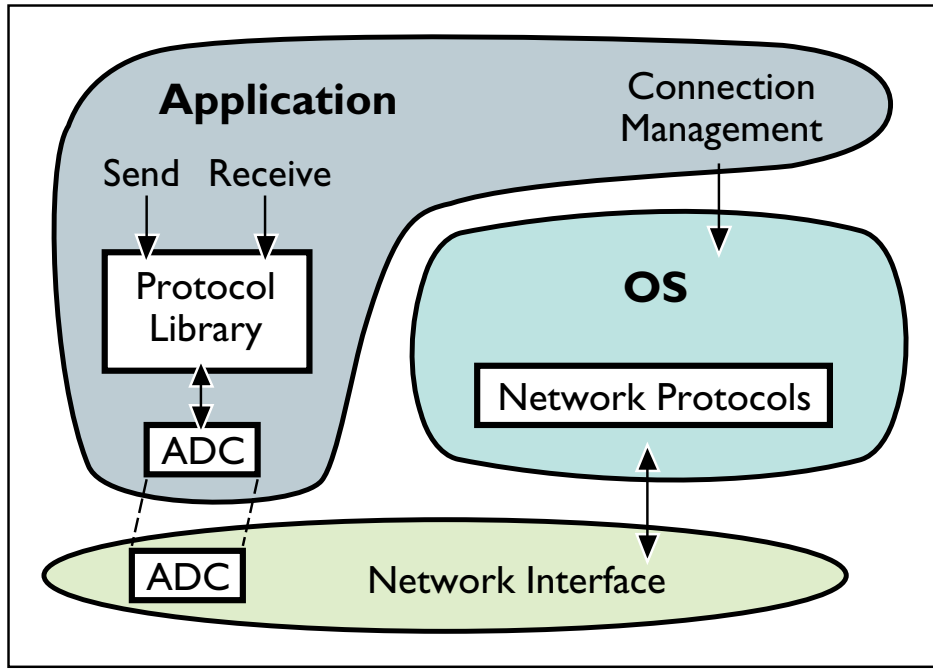 Application
Connection
Management
Send Receive
Protocol
Library
OS
Network Protocols
ADC
ADC
Network Interface